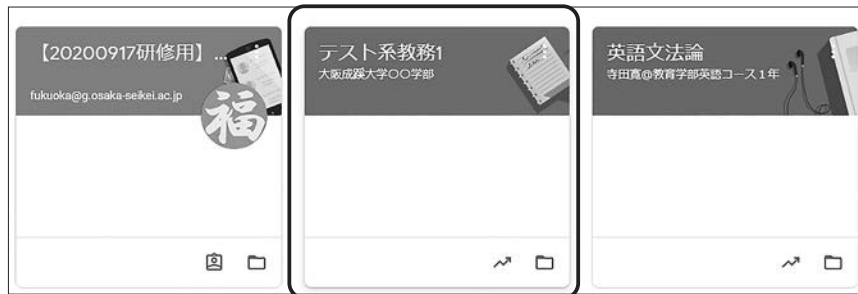 【20200917研修用】...
fukuoka@g.osaka-seikei.ac.jp
福
テスト系教務1
大阪成蹊大学〇〇学部
英語文法論
寺田寛@教育学部英語コース1年